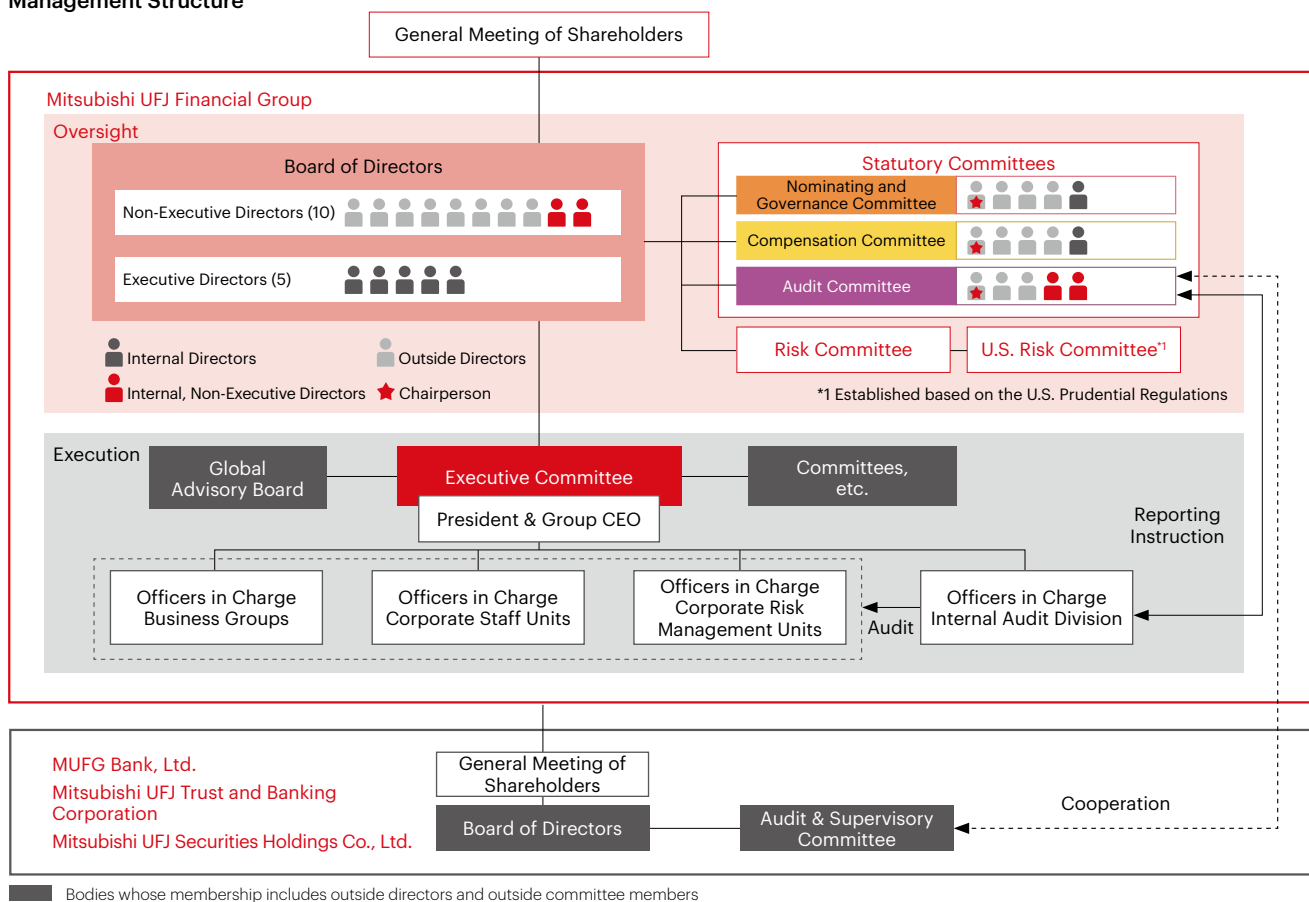 Management Structure
General Meeting of Shareholders
Mitsubishi UFJ Financial Group
Oversight
Board of Directors
Non-Executive Directors (10)
Executive Directors (5)
Internal Directors
Outside Directors
Internal, Non-Executive Directors
Chairperson
Statutory Committees
Nominating and
Governance Committee
Compensation Committee
Audit Committee
Risk Committee
U.S. Risk Committee*1
*1 Established based on the U.S. Prudential Regulations
Execution
Global
Advisory Board
Executive Committee
Committees,
etc.
President & Group CEO
Reporting
Instruction
Officers in Charge
Business Groups
Officers in Charge
Corporate Staff Units
Officers in Charge
Corporate Risk
Management Units
Audit
Officers in Charge
Internal Audit Division
MUFG Bank, Ltd.
Mitsubishi UFJ Trust and Banking
Corporation
Mitsubishi UFJ Securities Holdings Co., Ltd.
General Meeting of
Shareholders
Board of Directors
Audit & Supervisory
Committee
Cooperation
Bodies whose membership includes outside directors and outside committee members